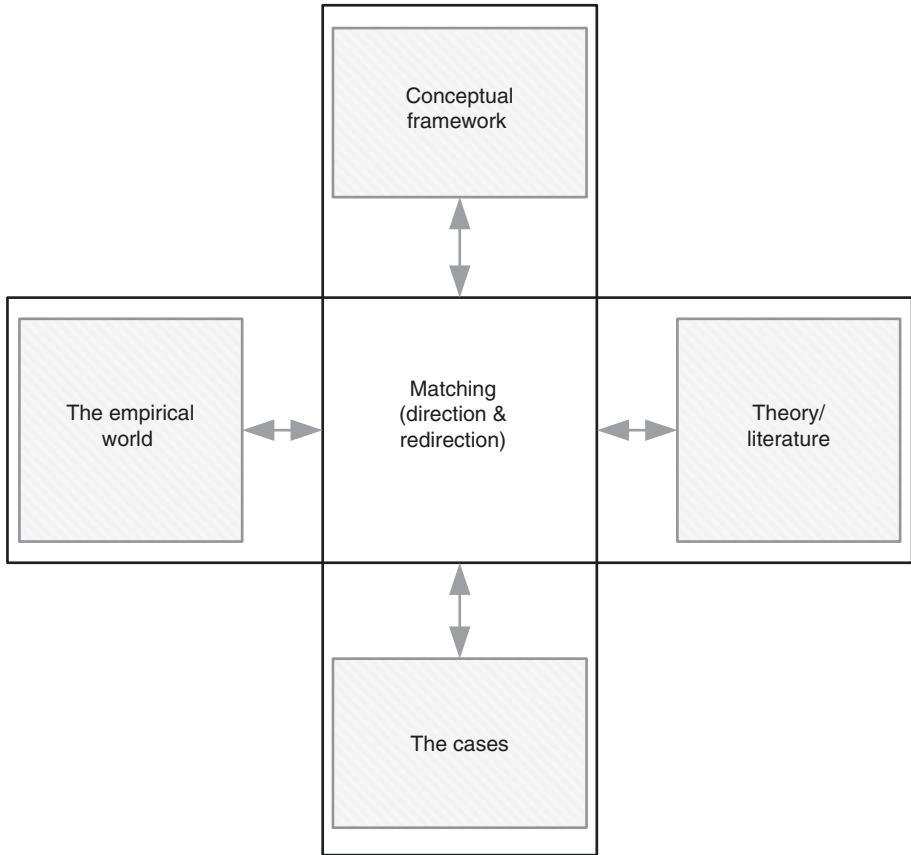 Conceptual
framework
The empirical
world
Matching
(direction &
redirection)
Theory/
literature
The cases